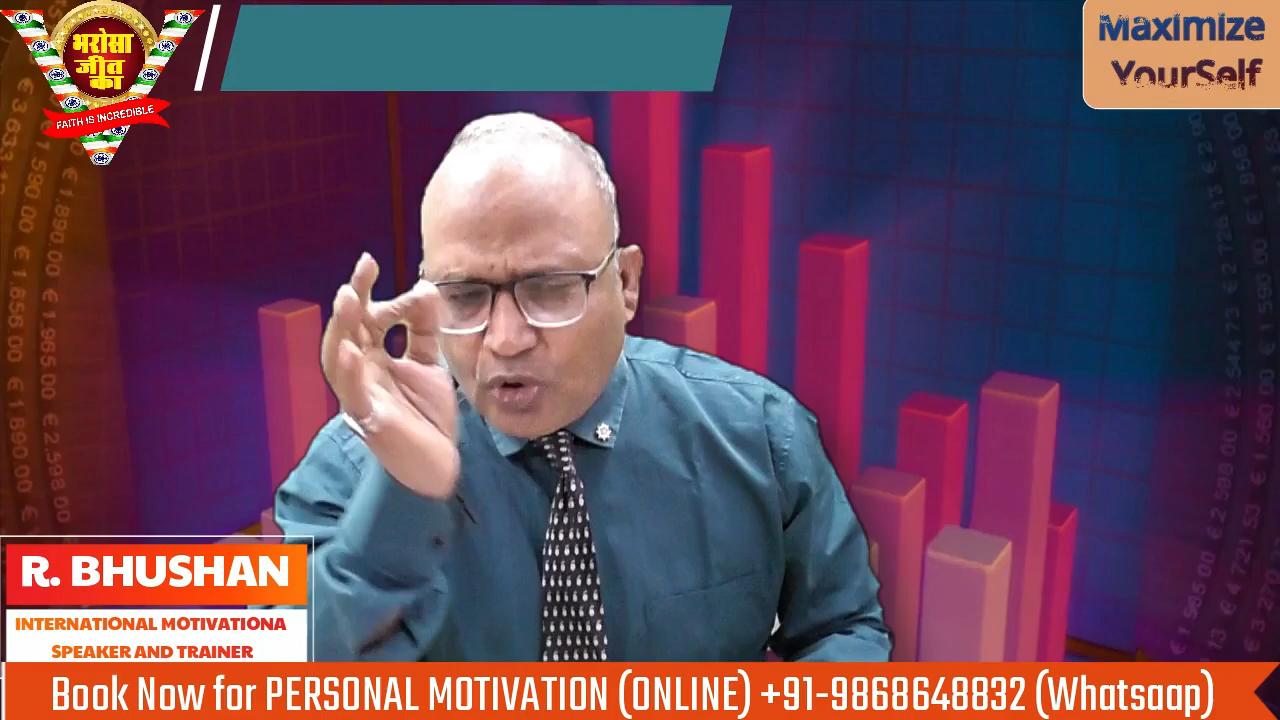 भरोसा
जीत
का
FAITH IS INCREDIBLE
Maximize
YourSelf
R. BHUSHAN
INTERNATIONAL MOTIVATIONA
SPEAKER AND TRAINER
Book Now for PERSONAL MOTIVATION (ONLINE) +91-9868648832 (Whatsaap)